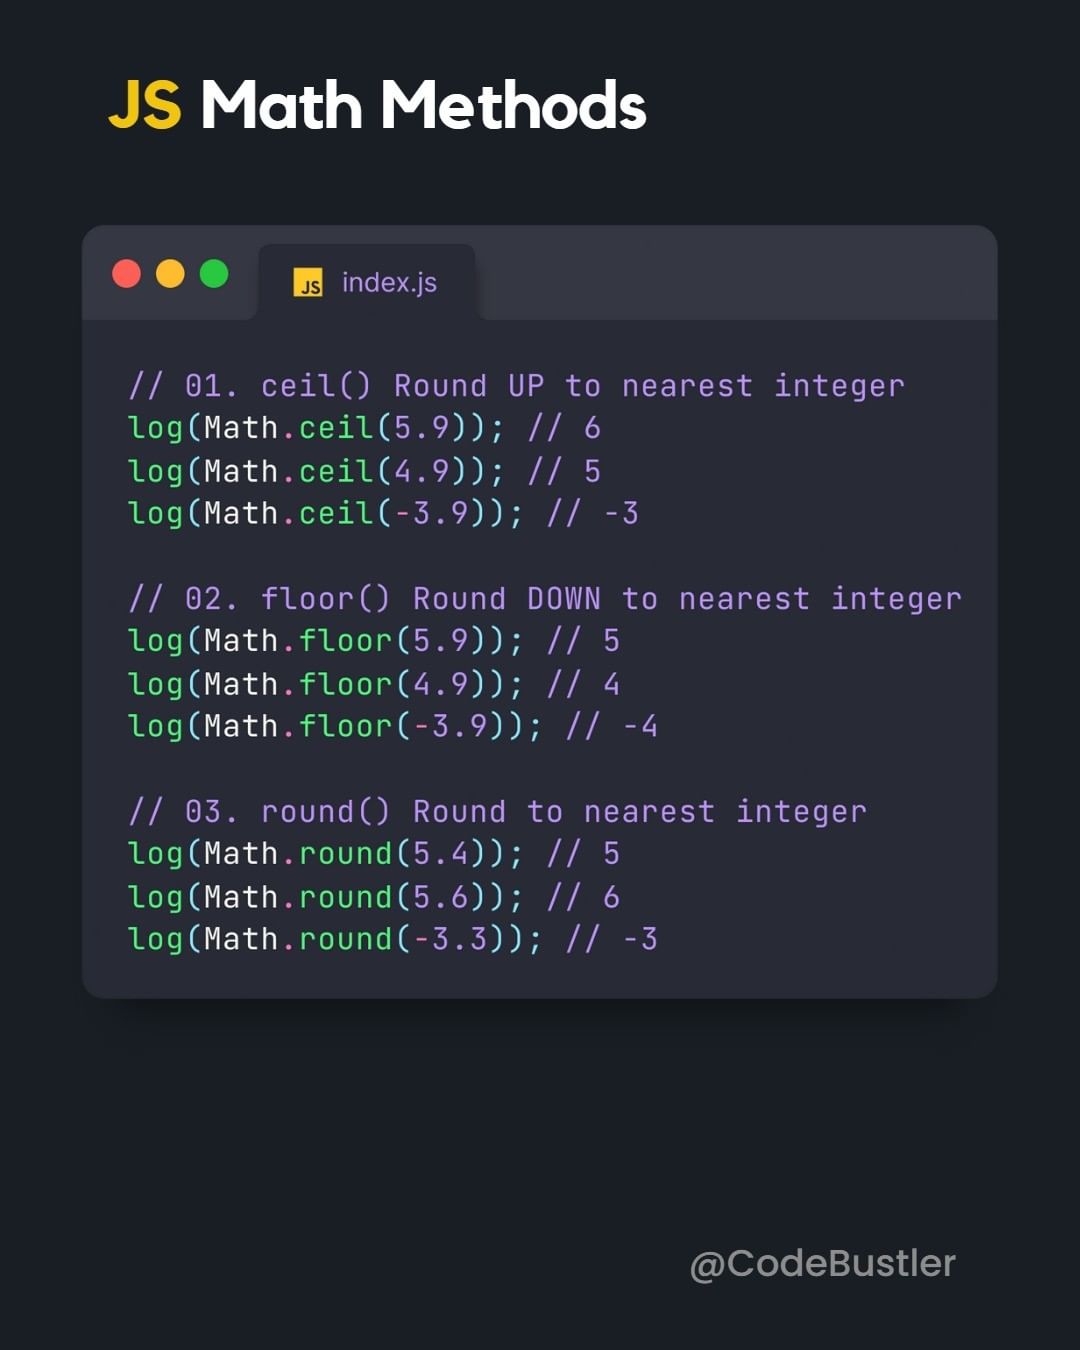 JS Math Methods
JS index.js
// 01. ceil() Round UP to nearest integer
log(Math.ceil(5.9)); // 6
log(Math.ceil(4.9)); // 5
log(Math.ceil(-3.9)); // -3
// 02. floor() Round DOWN to nearest integer
log(Math.floor(5.9)); // 5
log(Math.floor(4.9)); // 4
log(Math.floor(-3.9)); // -4
// 03. round() Round to nearest integer
log(Math.round(5.4)); // 5
log(Math.round(5.6)); // 6
log(Math.round(-3.3)); // -3
@CodeBustler